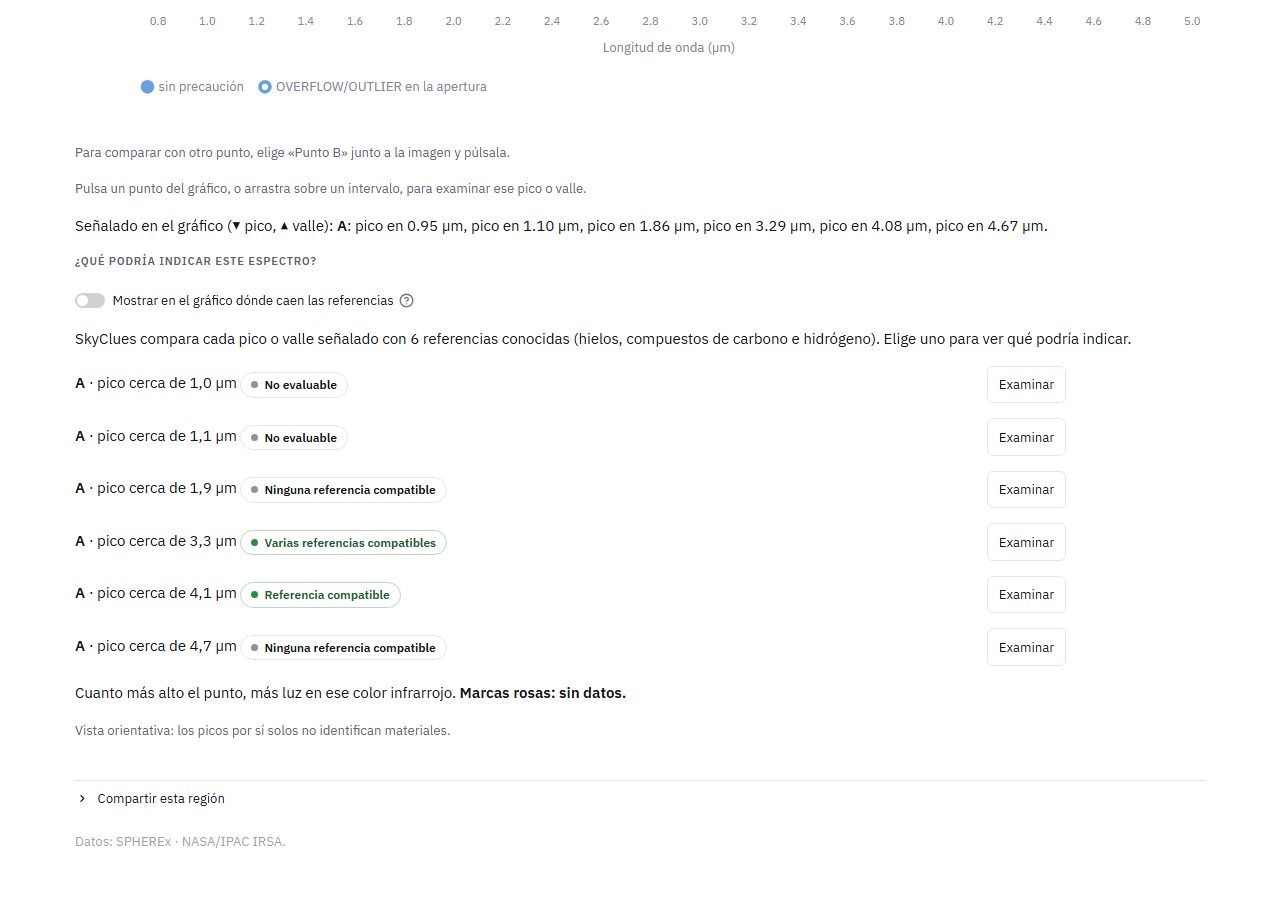 0.8 1.0 1.2 1.4 1.6 1.8 2.0 2.2 2.4 2.6 2.8 3.0 3.2 3.4 3.6 3.8 4.0 4.2 4.4 4.6 4.8 5.0
Longitud de onda (µm)
sin precaución OVERFLOW/OUTLIER en la apertura
Para comparar con otro punto, elige «Punto B» junto a la imagen y púlsala.
Pulsa un punto del gráfico, o arrastra sobre un intervalo, para examinar ese pico o valle.
Señalado en el gráfico (▾ pico, ▴ valle): A: pico en 0.95 µm, pico en 1.10 µm, pico en 1.86 µm, pico en 3.29 µm, pico en 4.08 µm, pico en 4.67 µm.
¿QUÉ PODRÍA INDICAR ESTE ESPECTRO?
Mostrar en el gráfico dónde caen las referencias ?
SkyClues compara cada pico o valle señalado con 6 referencias conocidas (hielos, compuestos de carbono e hidrógeno). Elige uno para ver qué podría indicar.
A · pico cerca de 1,0 µm No evaluable Examinar
A · pico cerca de 1,1 µm No evaluable Examinar
A · pico cerca de 1,9 µm Ninguna referencia compatible Examinar
A · pico cerca de 3,3 µm Varias referencias compatibles Examinar
A · pico cerca de 4,1 µm Referencia compatible Examinar
A · pico cerca de 4,7 µm Ninguna referencia compatible Examinar
Cuanto más alto el punto, más luz en ese color infrarrojo. Marcas rosas: sin datos.
Vista orientativa: los picos por sí solos no identifican materiales.
Compartir esta región
Datos: SPHEREx · NASA/IPAC IRSA.